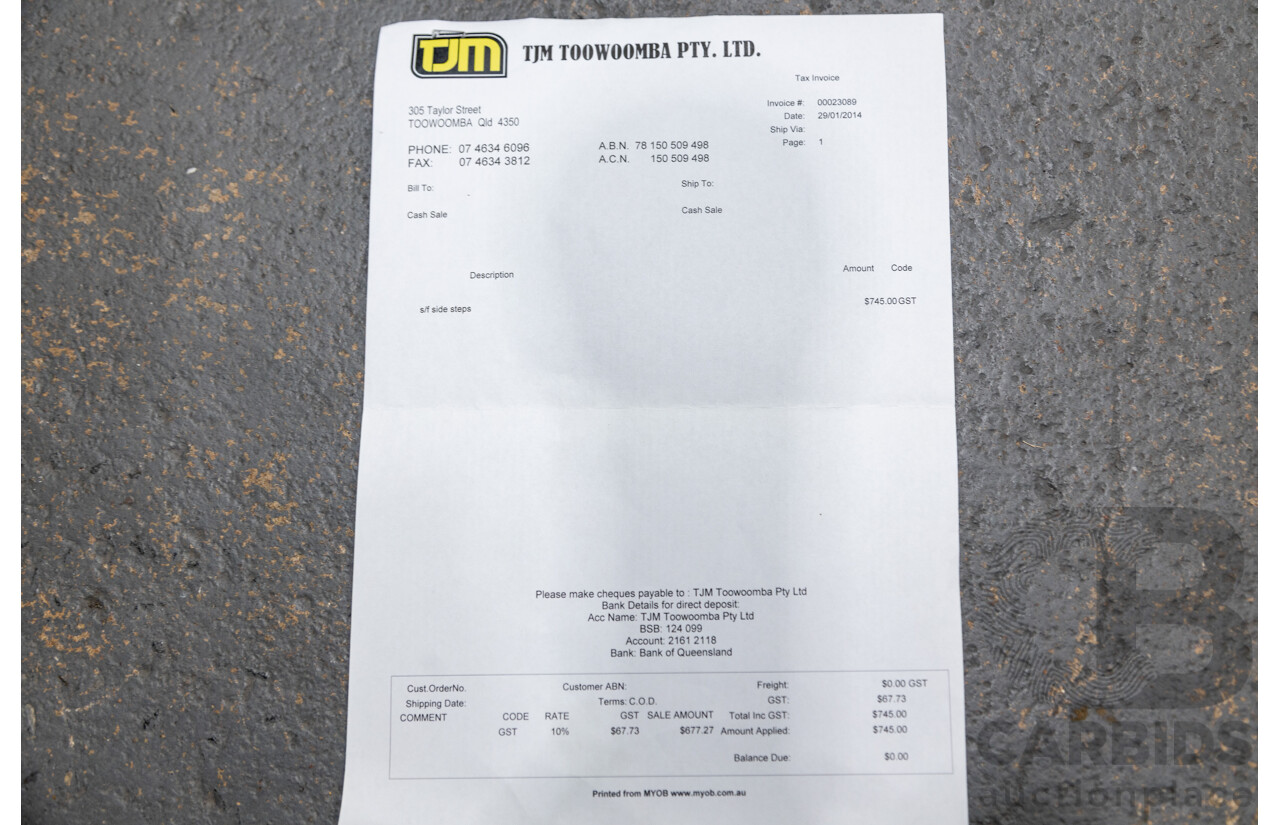 TJM TJM TOOWOOMBA PTY. LTD.
Tax Invoice
305 Taylor Street
TOOWOOMBA Qld 4350
Invoice #: 00023089
Date: 29/01/2014
Ship Via:
Page: 1
PHONE: 07 4634 6096
FAX: 07 4634 3812
A.B.N. 78 150 509 498
A.C.N. 150 509 498
Bill To:
Cash Sale
Ship To:
Cash Sale
Description Amount Code
s/f side steps $745.00 GST
Please make cheques payable to : TJM Toowoomba Pty Ltd
Bank Details for direct deposit:
Acc Name: TJM Toowoomba Pty Ltd
BSB: 124 099
Account: 2161 2118
Bank: Bank of Queensland
Cust.OrderNo. Customer ABN: Freight: $0.00 GST
Shipping Date: Terms: C.O.D. GST: $67.73
COMMENT CODE RATE GST SALE AMOUNT Total Inc GST: $745.00
GST 10% $67.73 $677.27 Amount Applied: $745.00
Balance Due: $0.00
Printed from MYOB www.myob.com.au
B
CARBIDS
auctionplace